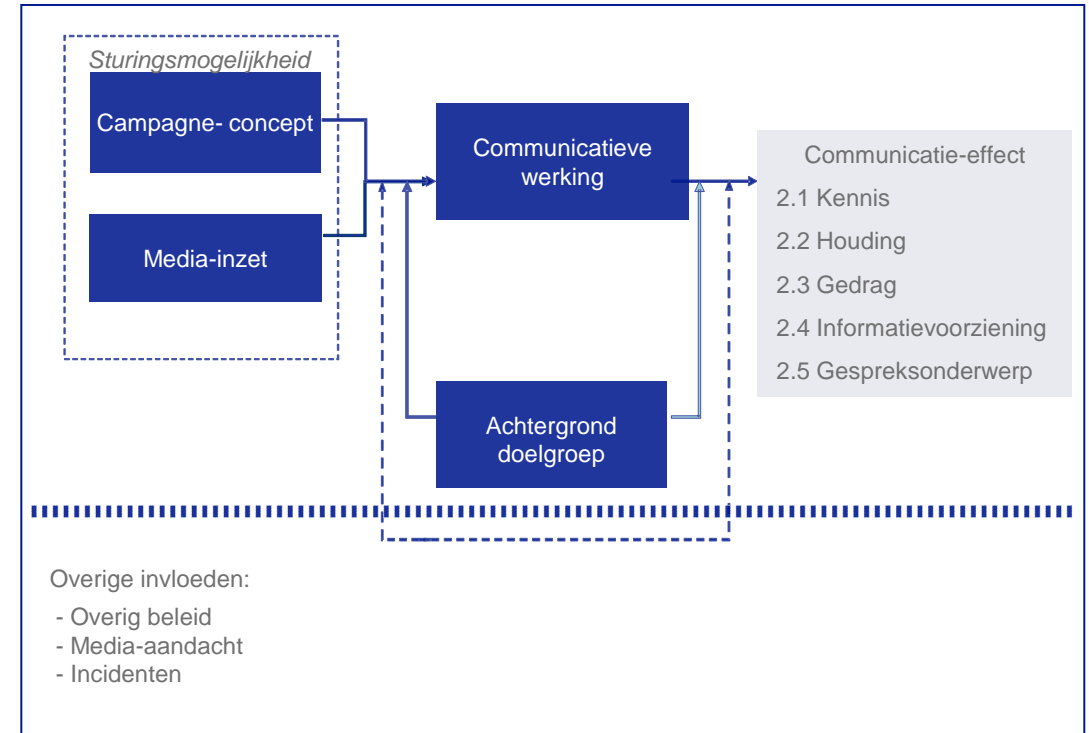 Sturingsmogelijkheid
Campagne- concept
Media-inzet
Communicatieve
werking
Achtergrond
doelgroep
Communicatie-effect
2.1 Kennis
2.2 Houding
2.3 Gedrag
2.4 Informatievoorziening
2.5 Gespreksonderwerp
Overige invloeden:
- Overig beleid
- Media-aandacht
- Incidenten